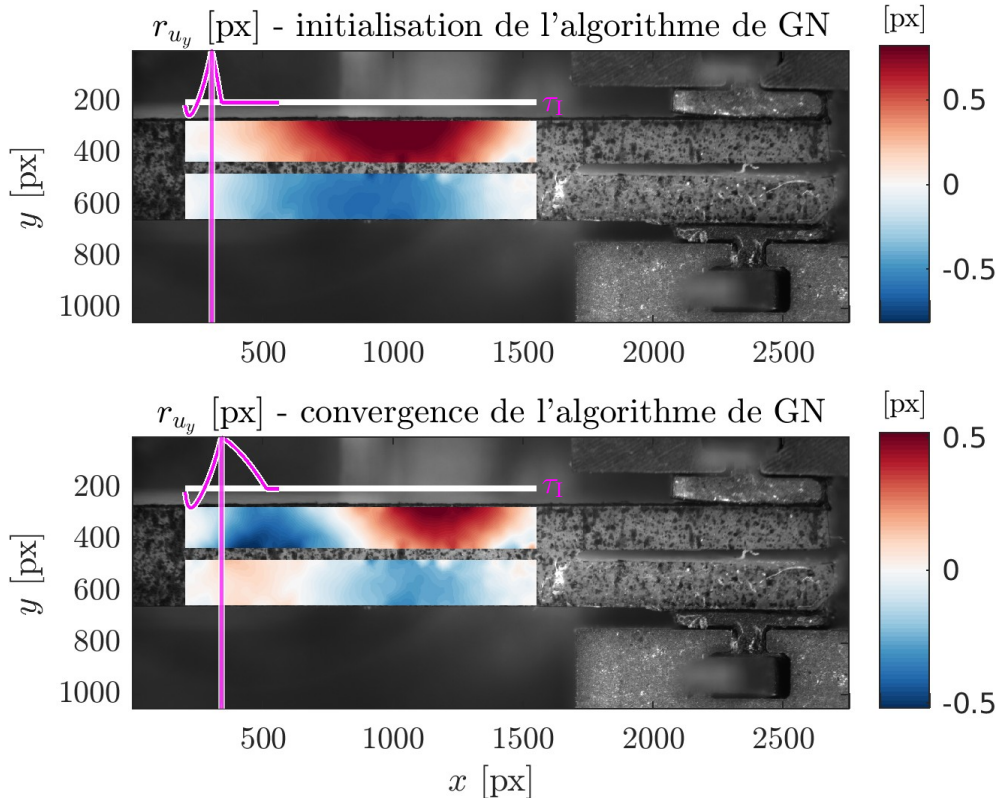 r_{u_y} [px] - initialisation de l'algorithme de GN
[px]
200
400
600
800
1000
y [px]
η
0.5
0
-0.5
500
1000
1500
2000
2500
r_{u_y} [px] - convergence de l'algorithme de GN
[px]
200
400
600
800
1000
y [px]
η
0.5
0
-0.5
500
1000
1500
2000
2500
x [px]